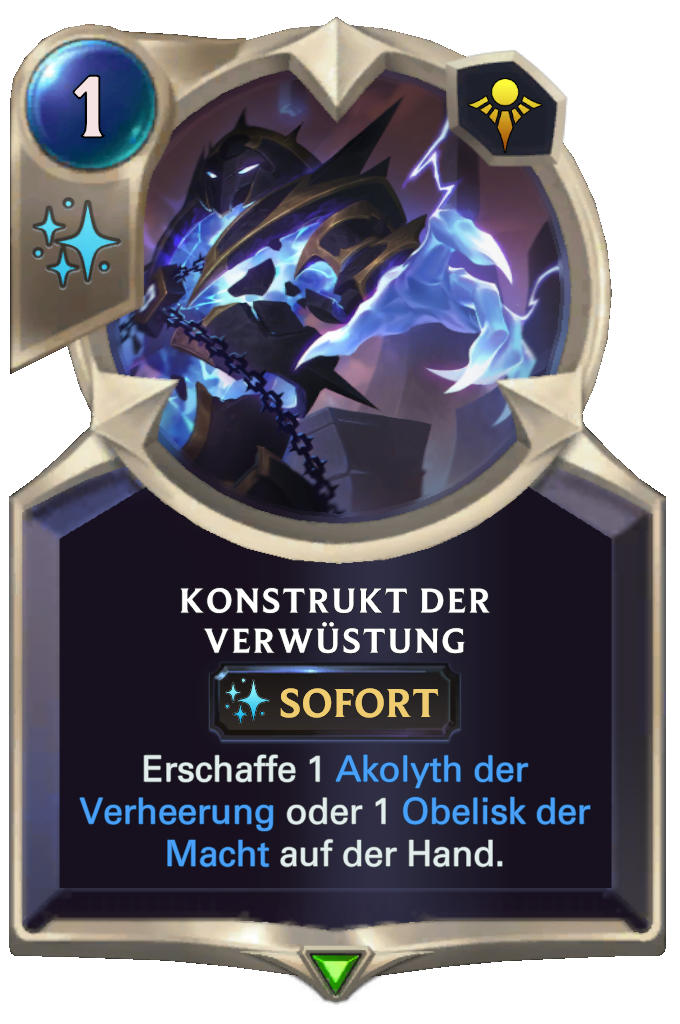 1
KONSTRUKT DER
VERWÜSTUNG
SOFORT
Erschaffe 1 Akolyth der
Verheerung oder 1 Obelisk der
Macht auf der Hand.